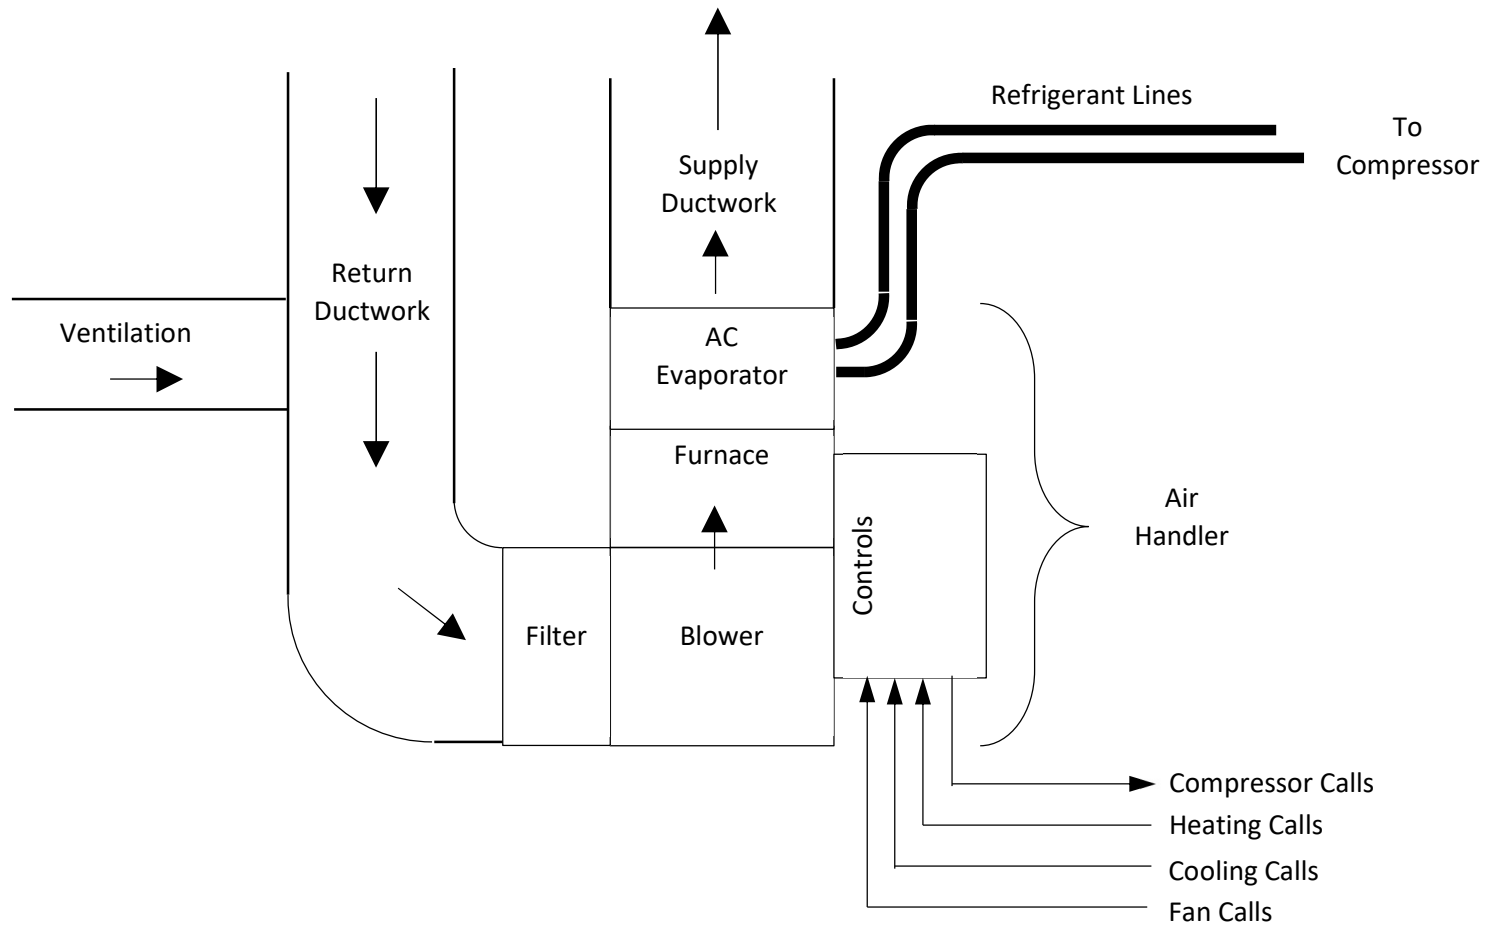 Refrigerant Lines
To
Compressor
Supply
Ductwork
Return
Ductwork
Ventilation
AC
Evaporator
Furnace
Air
Handler
Controls
Filter
Blower
Compressor Calls
Heating Calls
Cooling Calls
Fan Calls